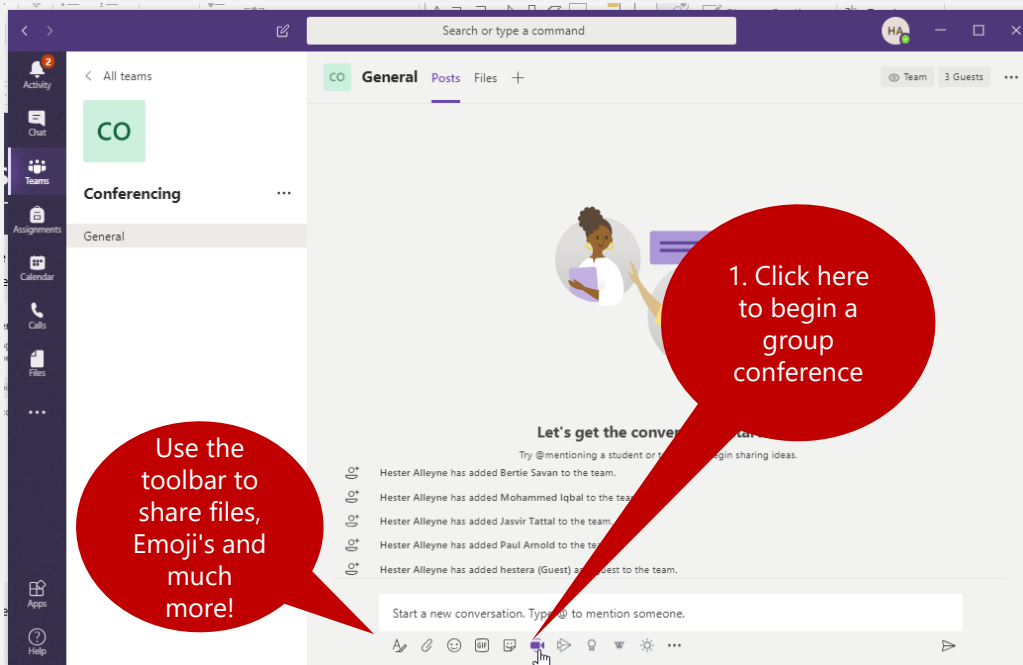 Search or type a command
HA
2
Activity
Chat
Teams
Assignments
Calendar
Calls
Files
Apps
Help
All teams
CO
Conferencing
General
CO General Posts Files
Team
3 Guests
1. Click here
to begin a
group
conference
Use the
toolbar to
share files,
Emoji's and
much
more!
Let's get the
Try @mentioning a student or sharing ideas.
Hester Alleyne has added Bertie Savan to the team.
Hester Alleyne has added Mohammed Iqbal to the
Hester Alleyne has added Jasvir Tattal to the team.
Hester Alleyne has added Paul Arnold to the
Hester Alleyne has added hestera (Guest) to the team.
Start a new conversation. Type @ to mention someone.
GIF
W